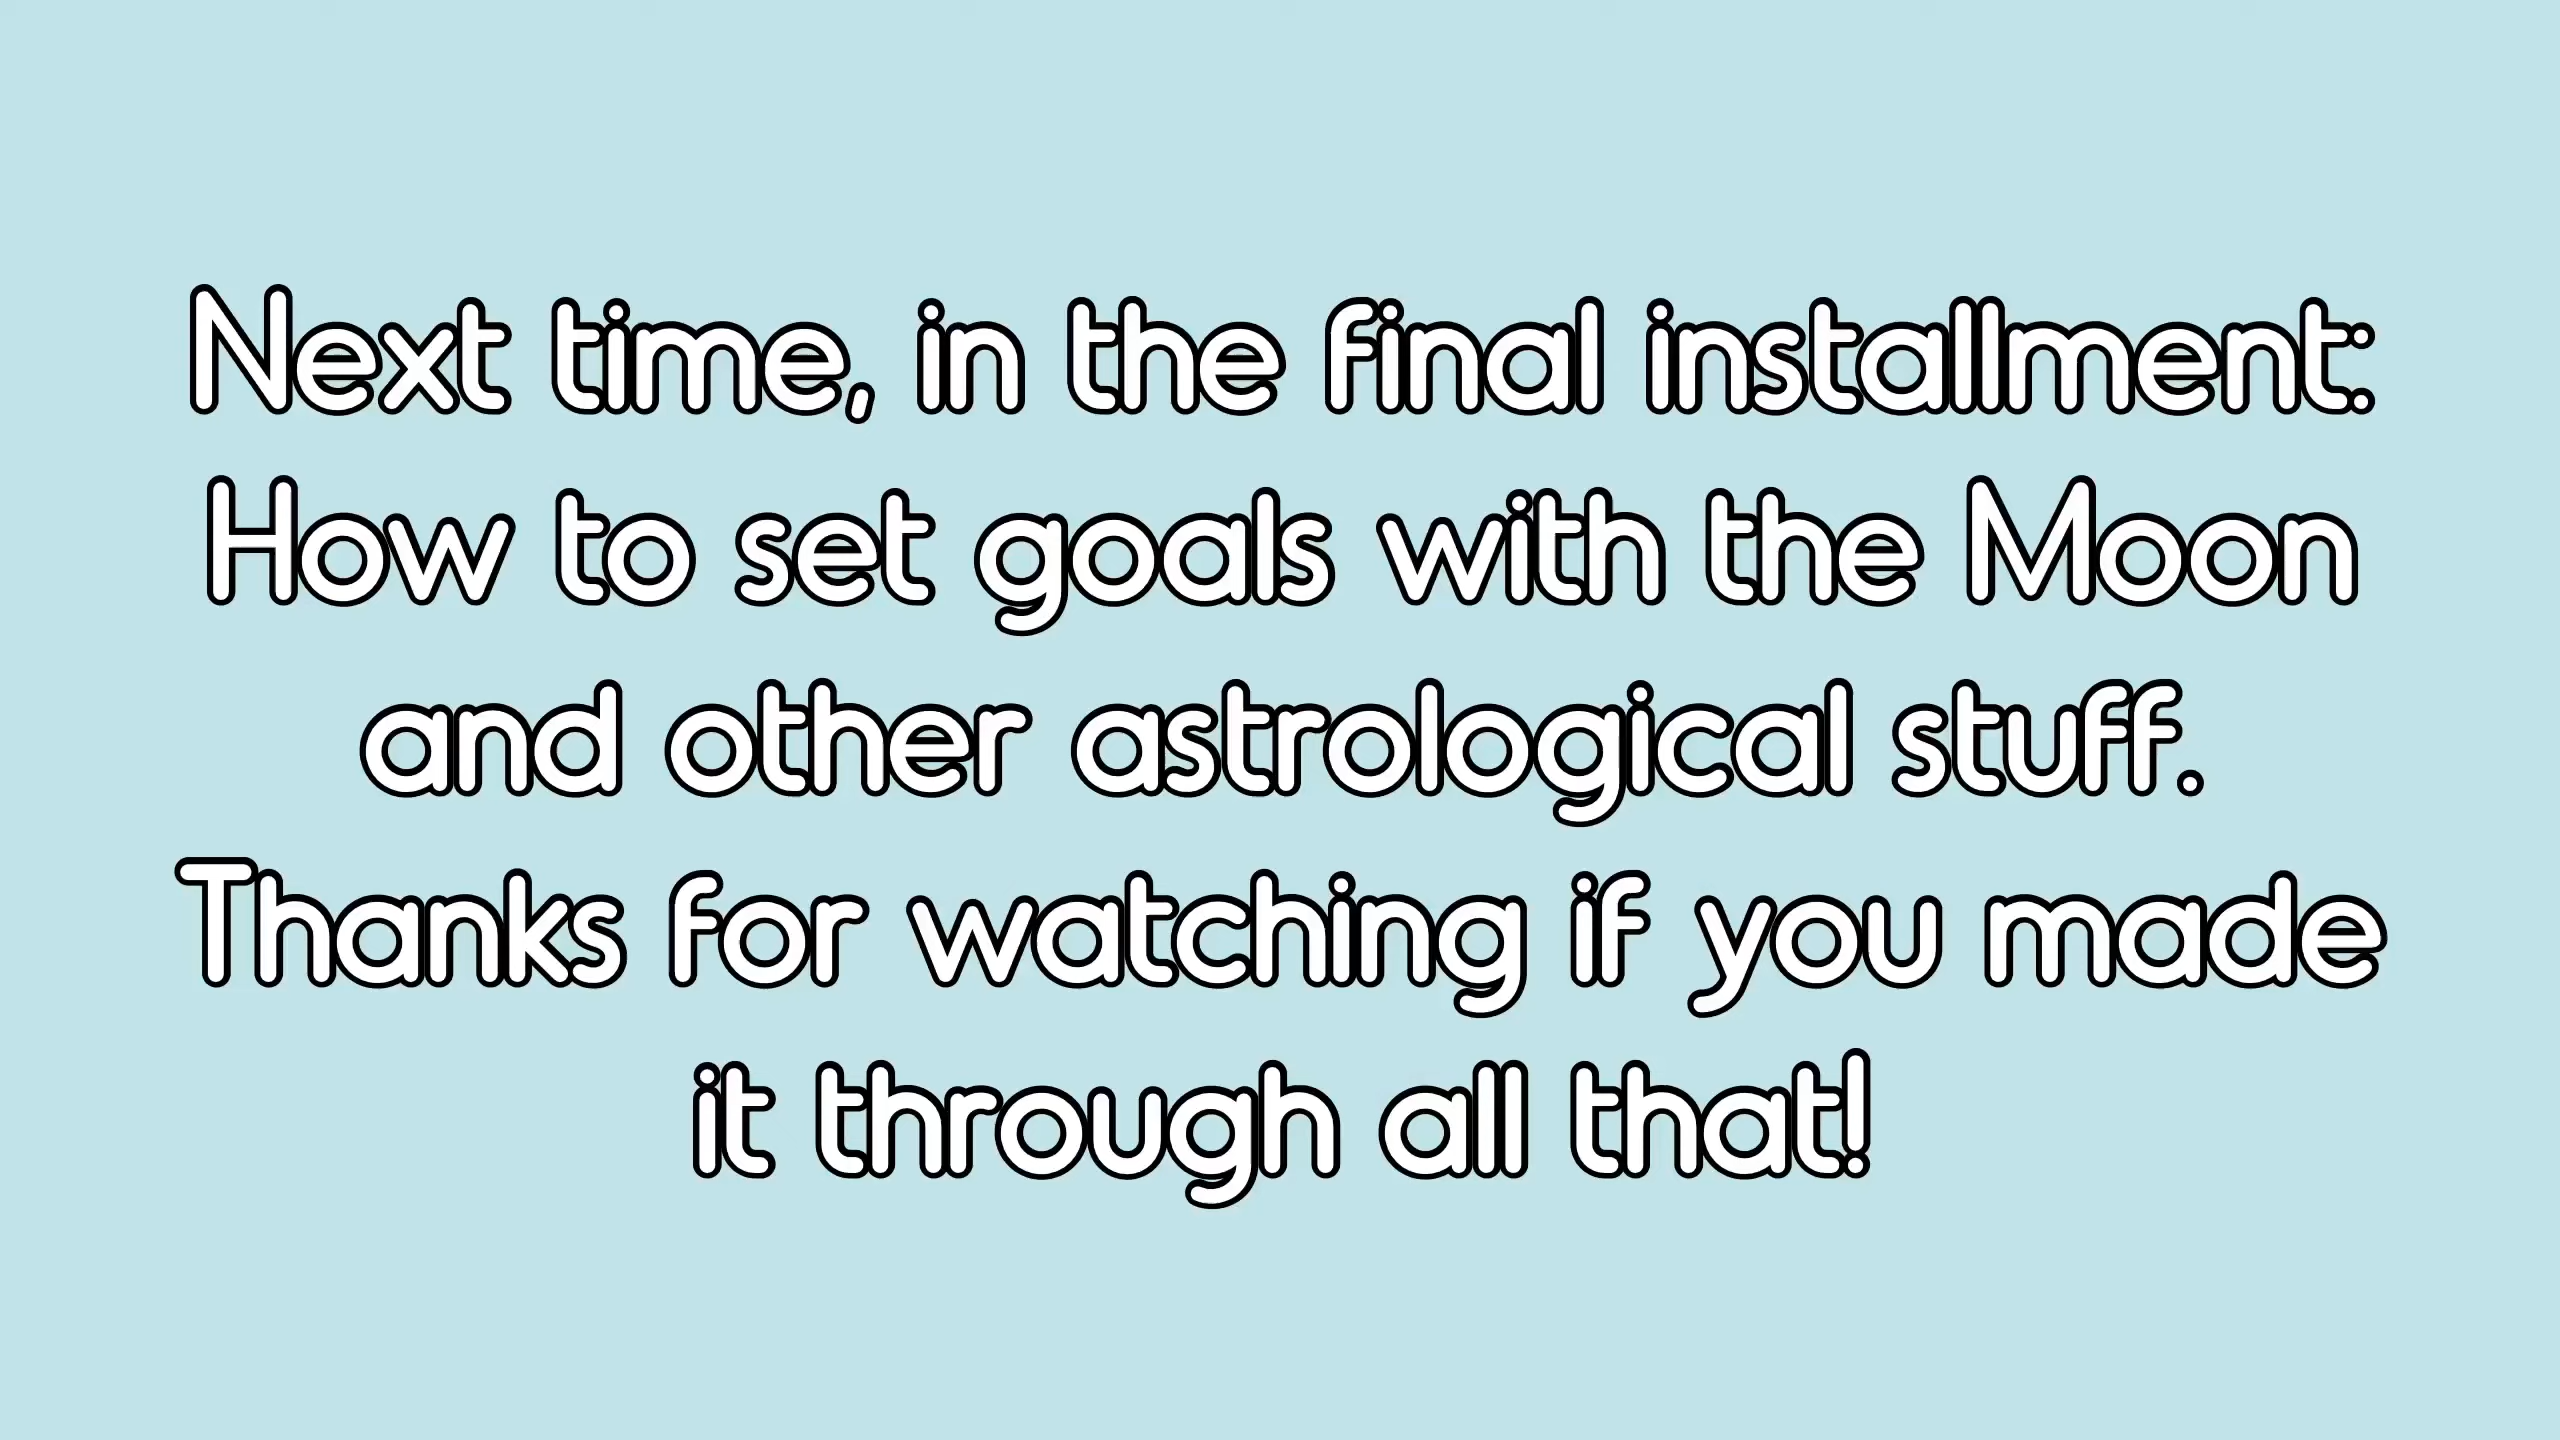 Next time, in the final installment:
How to set goals with the Moon
and other astrological stuff.
Thanks for watching if you made
it through all that!